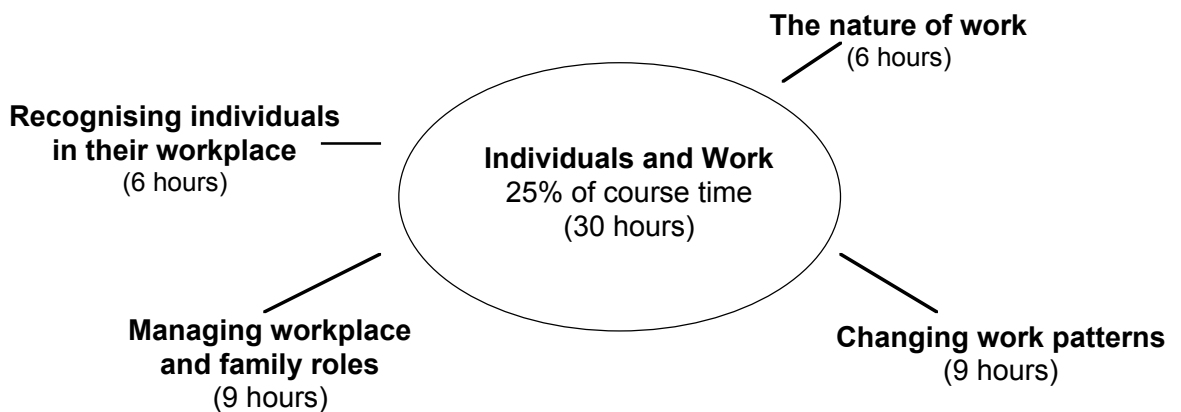 The nature of work
(6 hours)
Recognising individuals
in their workplace
(6 hours)
Individuals and Work
25% of course time
(30 hours)
Managing workplace
and family roles
(9 hours)
Changing work patterns
(9 hours)